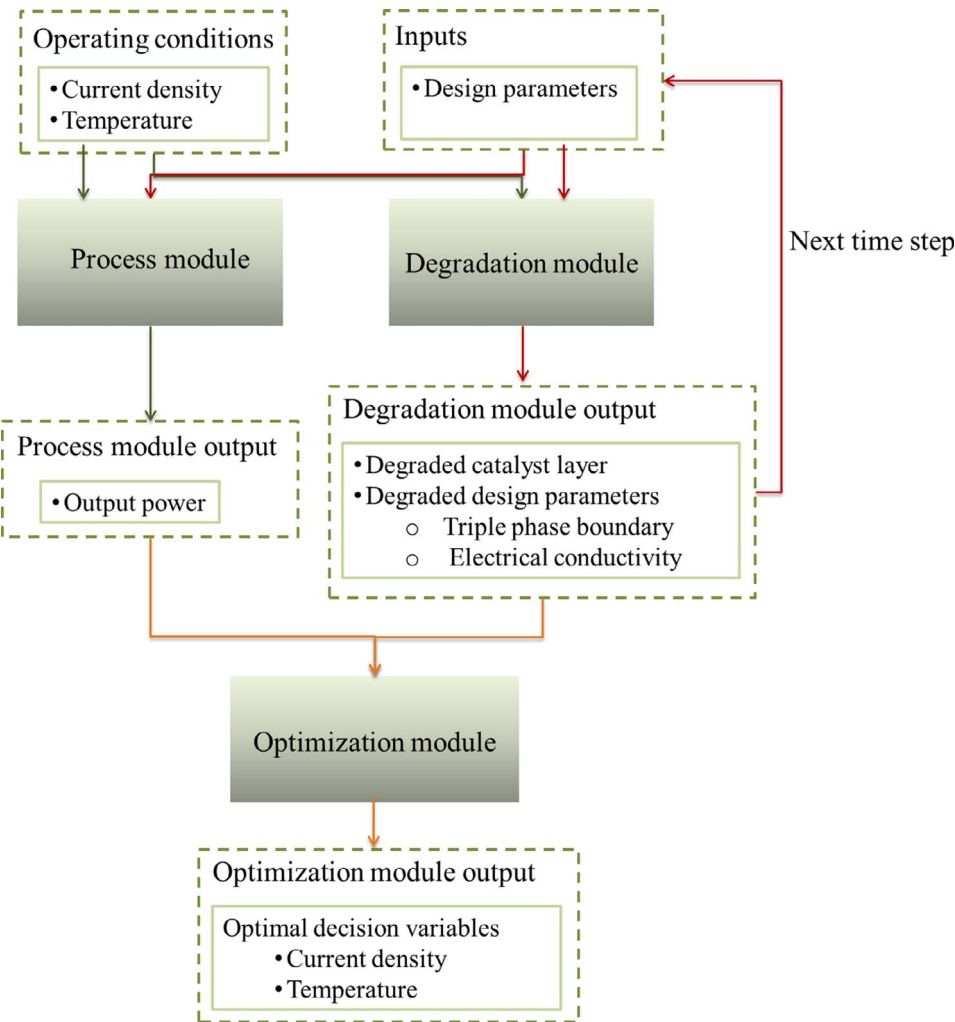 Operating conditions
• Current density
• Temperature
Inputs
• Design parameters
Next time step
Process module
Degradation module
Process module output
• Output power
Degradation module output
• Degraded catalyst layer
• Degraded design parameters
o Triple phase boundary
o Electrical conductivity
Optimization module
Optimization module output
Optimal decision variables
• Current density
• Temperature